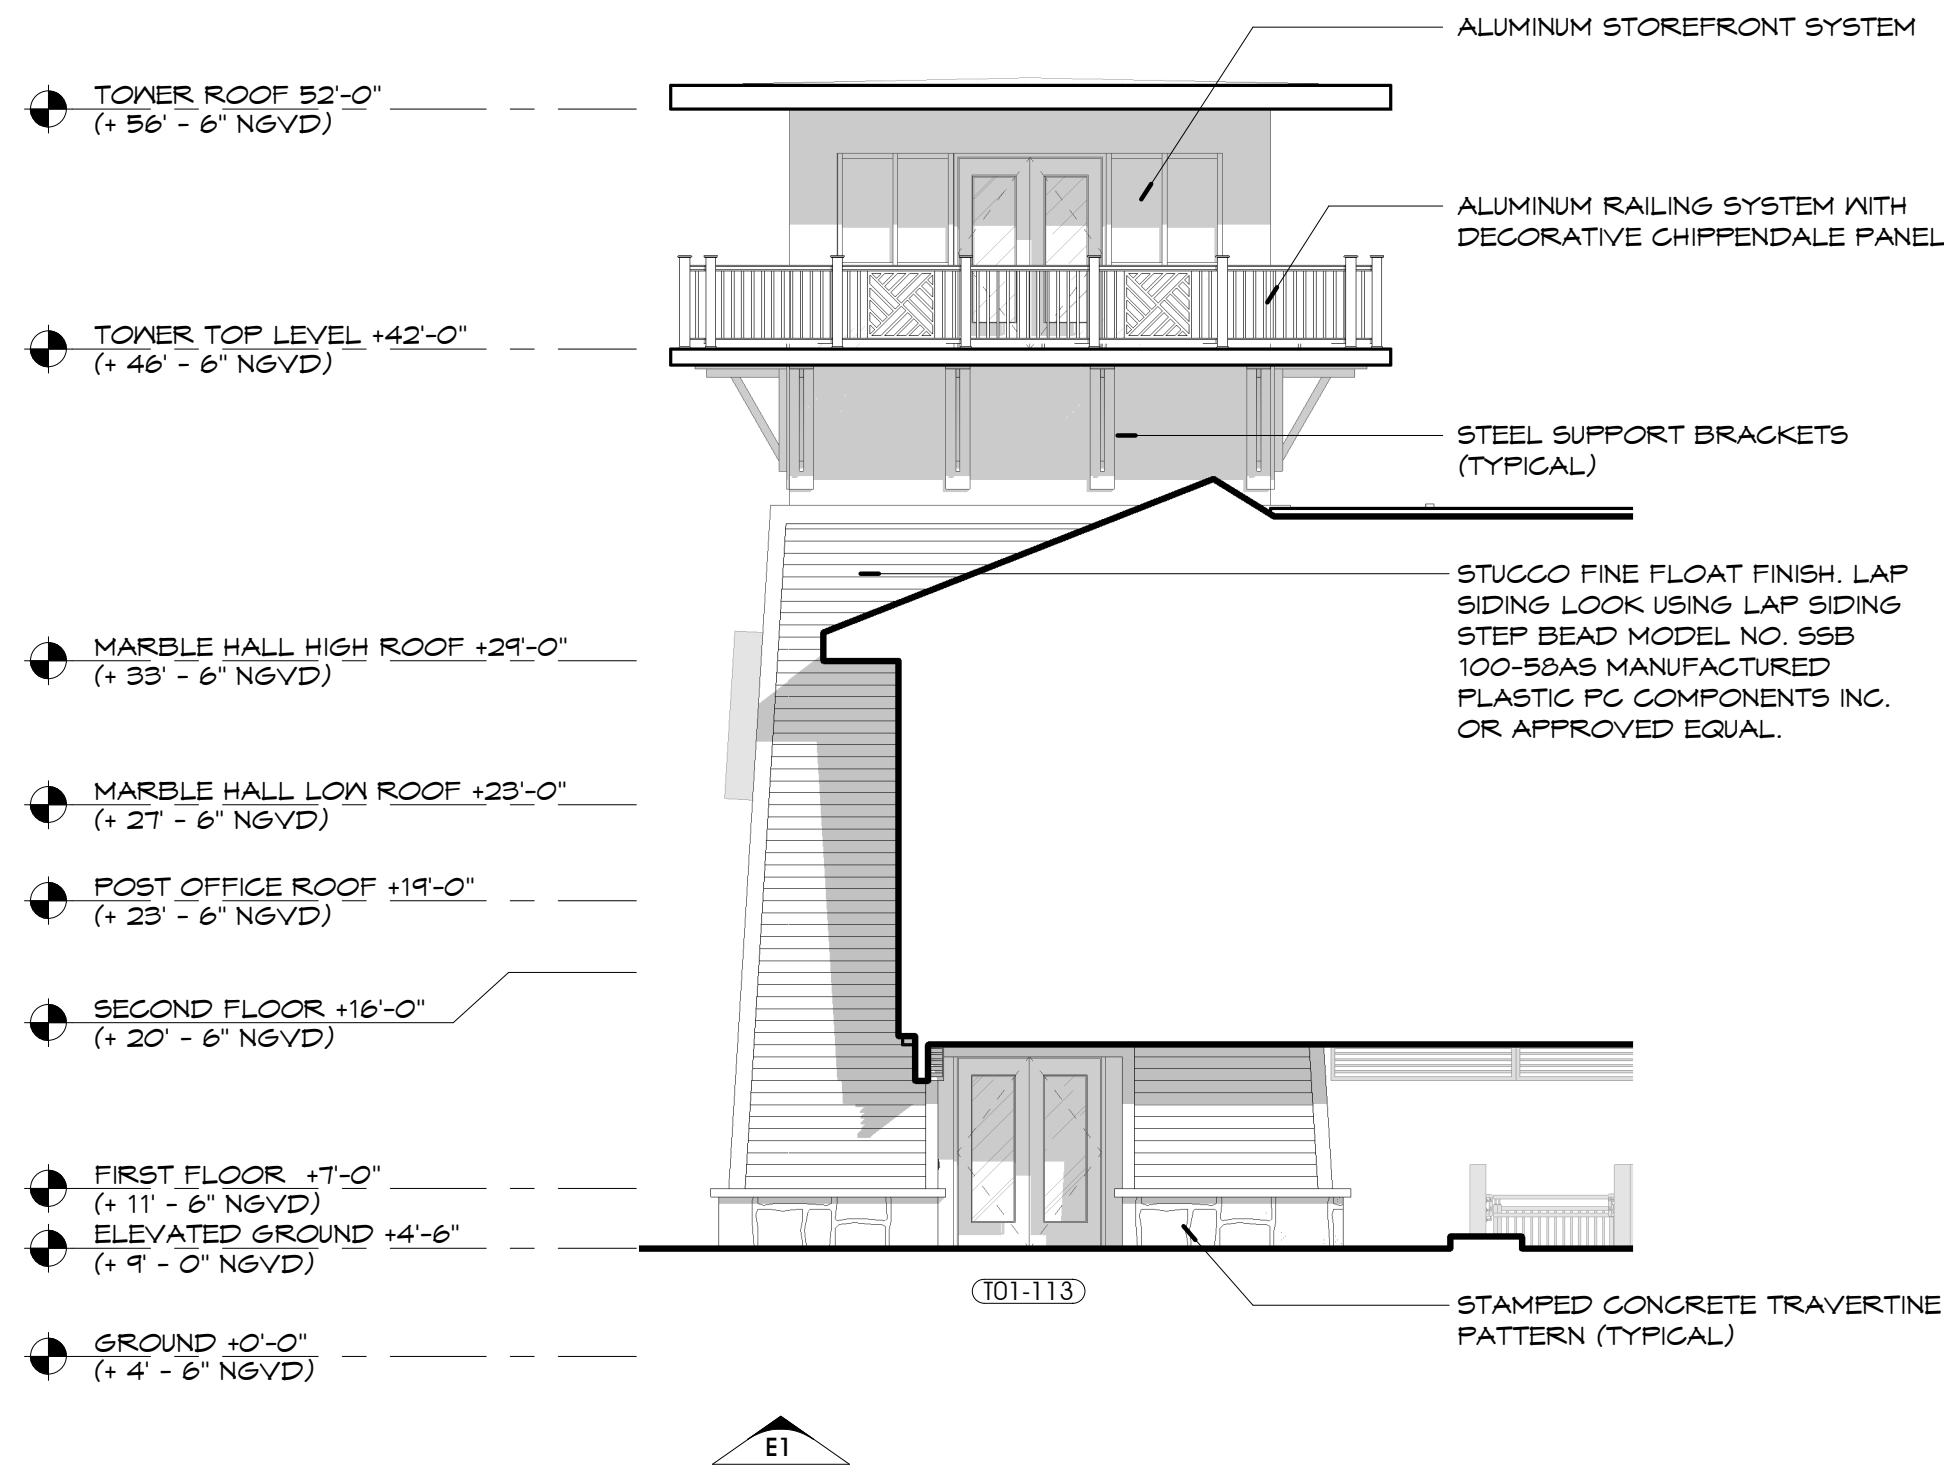 TOWER ROOF 52'-0"
(+ 56' - 6" NGVD)
TOWER TOP LEVEL +42'-0"
(+ 46' - 6" NGVD)
MARBLE HALL HIGH ROOF +29'-0"
(+ 33' - 6" NGVD)
MARBLE HALL LOW ROOF +23'-0"
(+ 27' - 6" NGVD)
POST OFFICE ROOF +19'-0"
(+ 23' - 6" NGVD)
SECOND FLOOR +16'-0"
(+ 20' - 6" NGVD)
FIRST FLOOR +7'-0"
(+ 11' - 6" NGVD)
ELEVATED GROUND +4'-6"
(+ 9' - 0" NGVD)
GROUND +0'-0"
(+ 4' - 6" NGVD)
ALUMINUM STOREFRONT SYSTEM
ALUMINUM RAILING SYSTEM WITH
DECORATIVE CHIPPENDALE PANEL
STEEL SUPPORT BRACKETS
(TYPICAL)
STUCCO FINE FLOAT FINISH. LAP
SIDING LOOK USING LAP SIDING
STEP BEAD MODEL NO. SSB
100-58AS MANUFACTURED
PLASTIC PC COMPONENTS INC.
OR APPROVED EQUAL.
STAMPED CONCRETE TRAVERTINE
PATTERN (TYPICAL)
T01-113
E1